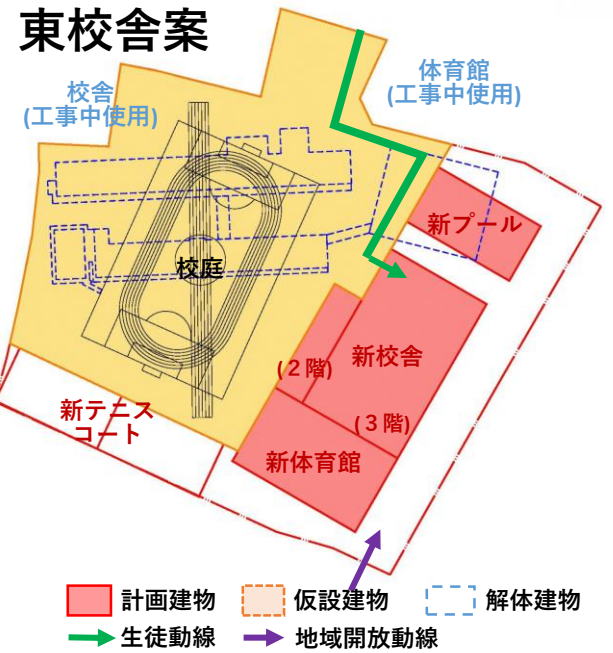 東校舎案
校舎
(工事中使用)
体育館
(工事中使用)
新プール
校庭
新校舎
(２階)
(３階)
新テニス
コート
新体育館
計画建物
仮設建物
解体建物
生徒動線
地域開放動線